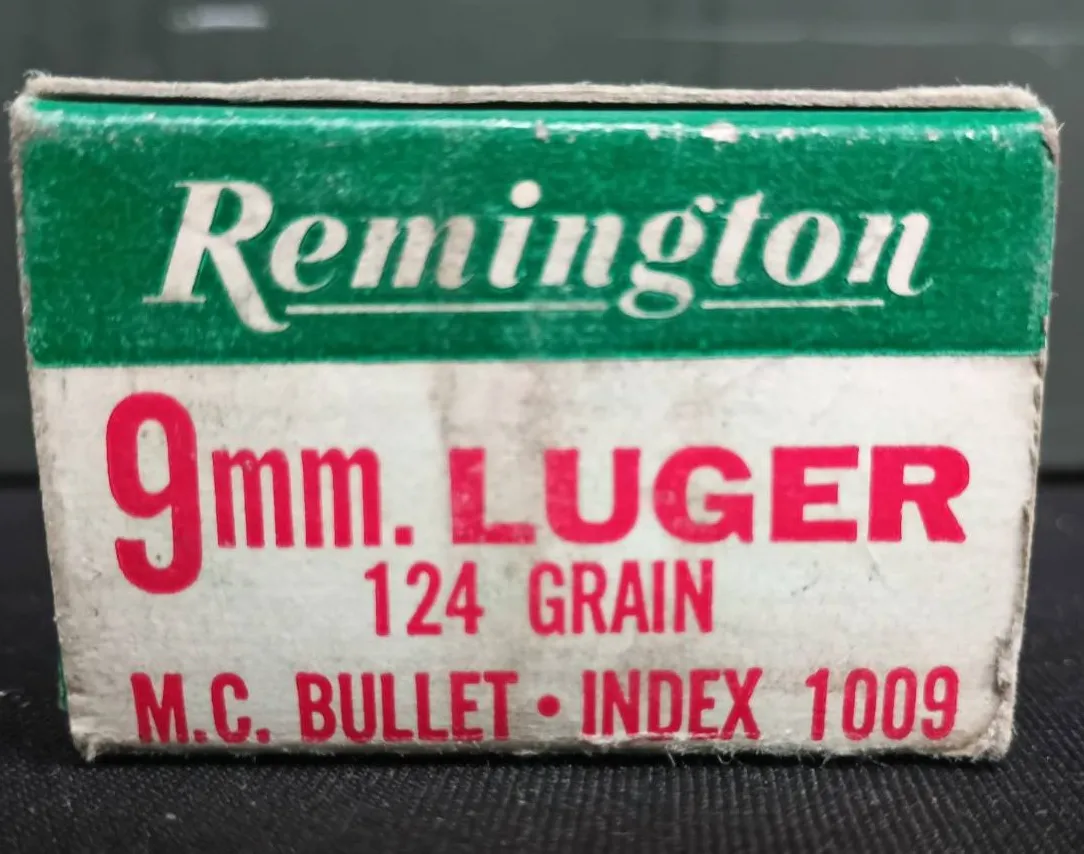 Remington
9mm. LUGER
124 GRAIN
M.C. BULLET • INDEX 1009